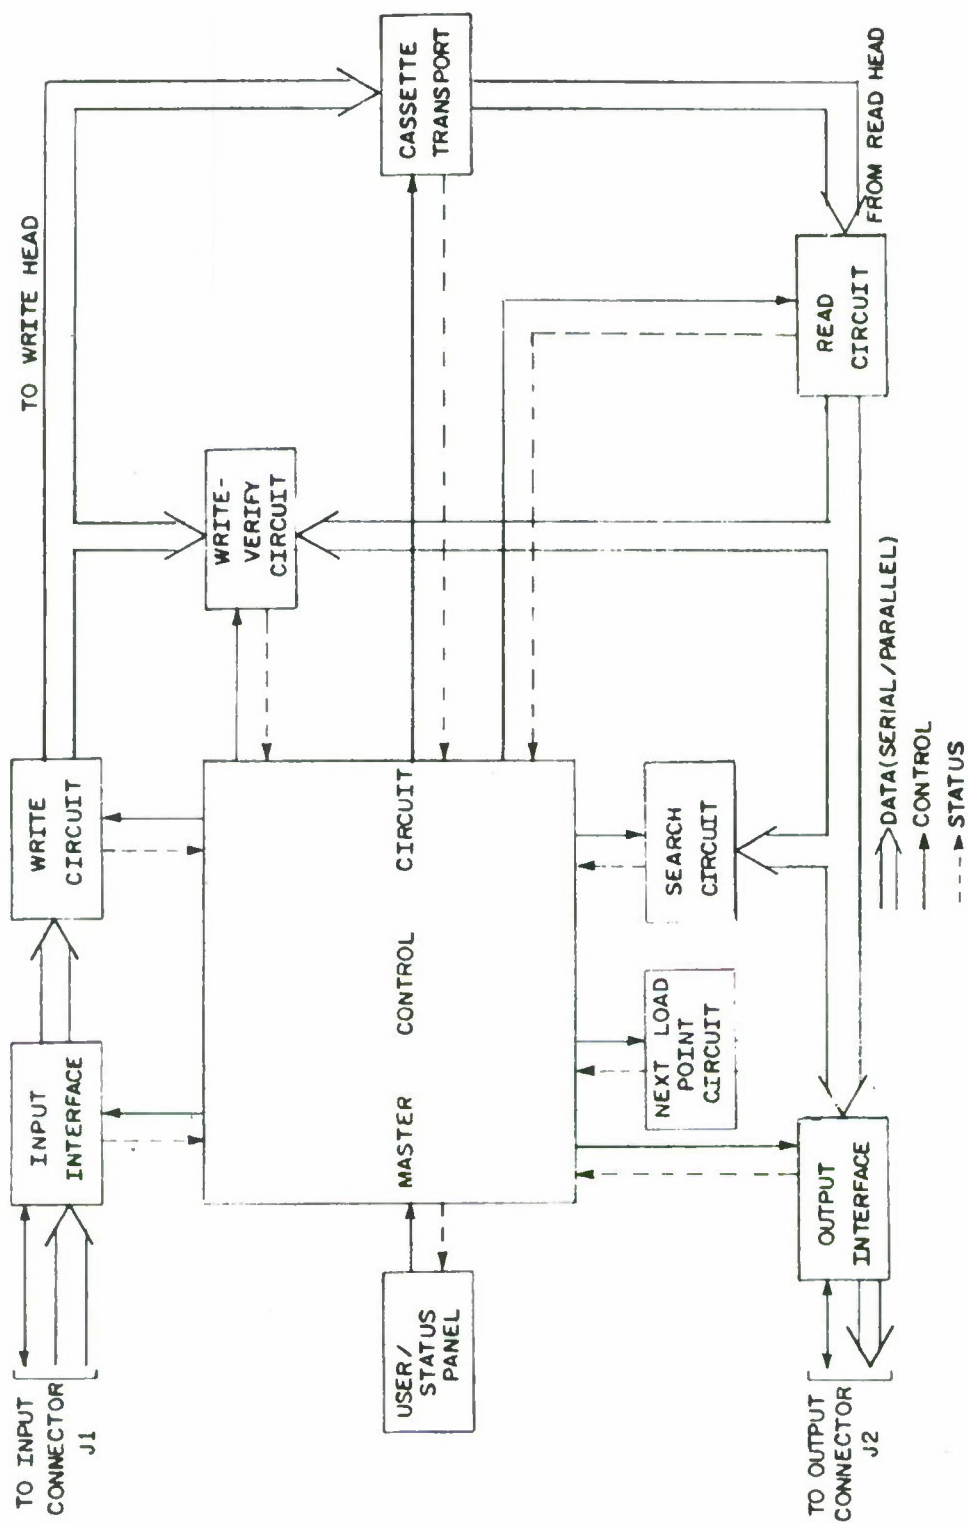 TO INPUT
CONNECTOR
J1
INPUT
INTERFACE
WRITE
CIRCUIT
TO WRITE HEAD
WRITE-
VERIFY
CIRCUIT
CASSETTE
TRANSPORT
USER/
STATUS
PANEL
MASTER CONTROL CIRCUIT
NEXT LOAD
POINT
CIRCUIT
SEARCH
CIRCUIT
READ
CIRCUIT
FROM READ HEAD
TO OUTPUT
CONNECTOR
J2
OUTPUT
INTERFACE
DATA(SERIAL/PARALLEL)
CONTROL
STATUS